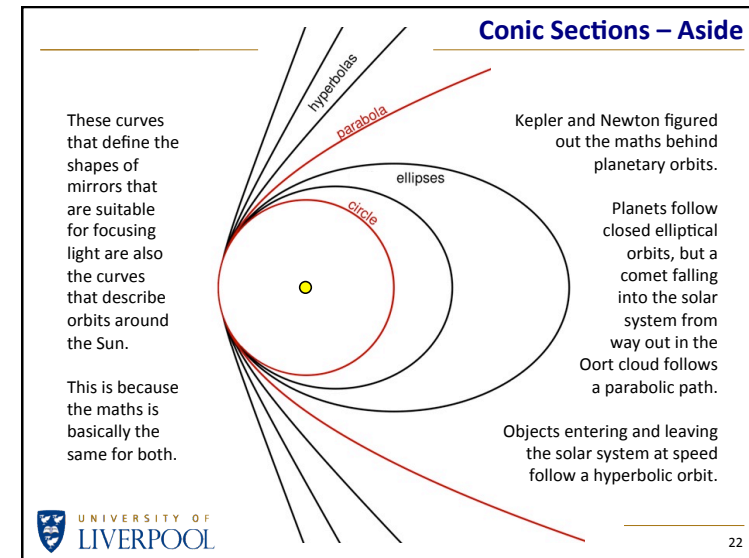 Conic Sections – Aside
These curves
that define the
shapes of
mirrors that
are suitable
for focusing
light are also
the curves
that describe
orbits around
the Sun.
This is because
the maths is
basically the
same for both.
hyperbolas
parabola
ellipses
circle
Kepler and Newton figured
out the maths behind
planetary orbits.
Planets follow
closed elliptical
orbits, but a
comet falling
into the solar
system from
way out in the
Oort cloud follows
a parabolic path.
Objects entering and leaving
the solar system at speed
follow a hyperbolic orbit.
UNIVERSITY OF
LIVERPOOL
22